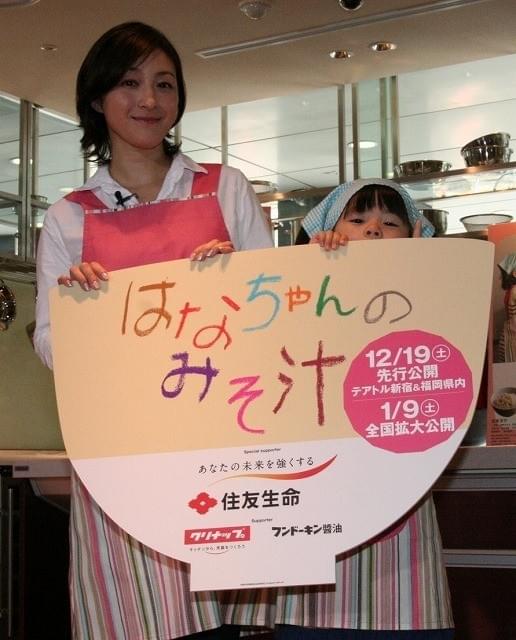 はなちゃんの
みそ汁
12/19(土)
先行公開
テアトル新宿&福岡県内
1/9(土)
全国拡大公開
Special supporter
あなたの未来を強くする
住友生命
Supporter
クリナップ
キッチンから、笑顔をつくろう
フンドーキン醤油